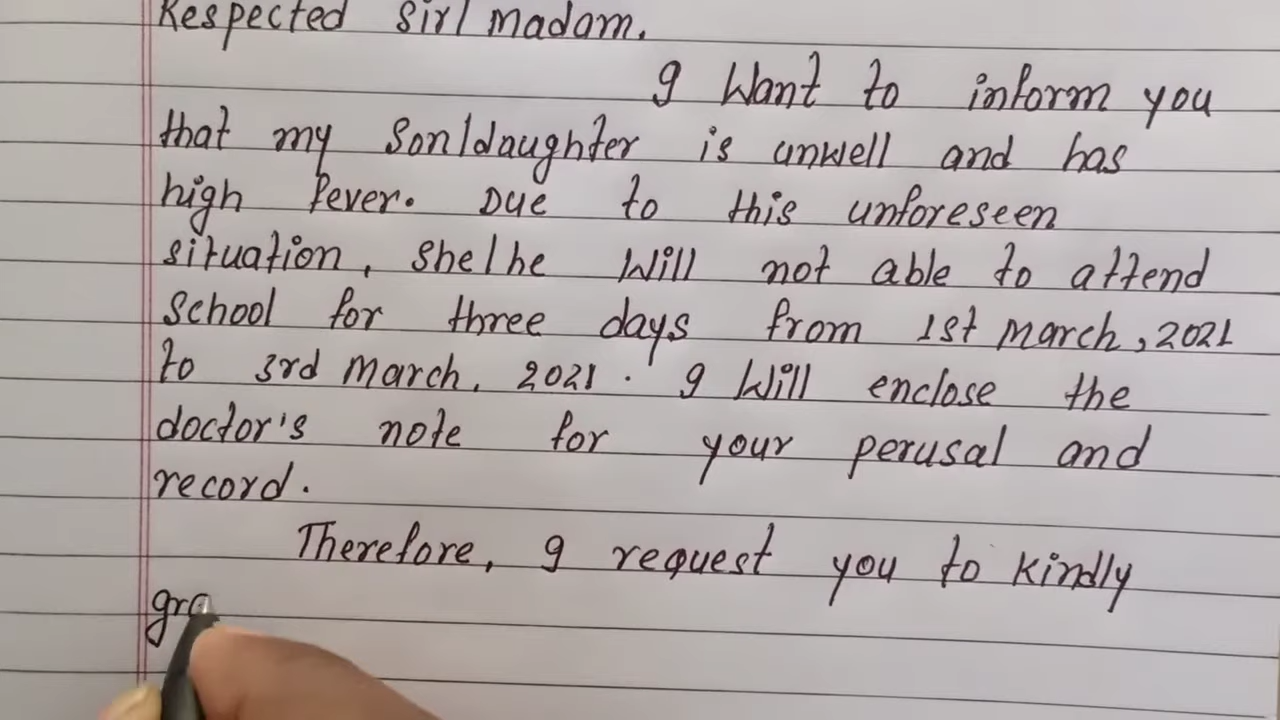 Respected Sir/madam.
I Want to inform you
that my son/daughter is unwell and has
high fever. Due to this unforeseen
situation, she/he Will not able to attend
School for three days from 1st march, 2021
to 3rd march, 2021. I Will enclose the
doctor's note for your perusal and
record.
Therefore, I request you to kindly
gra